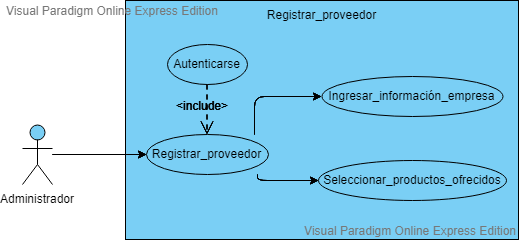 Visual Paradigm Online Express Edition
Registrar_proveedor
Autenticarse
<include>
Ingresar_información_empresa
Registrar_proveedor
Seleccionar_productos_ofrecidos
Administrador
Visual Paradigm Online Express Edition